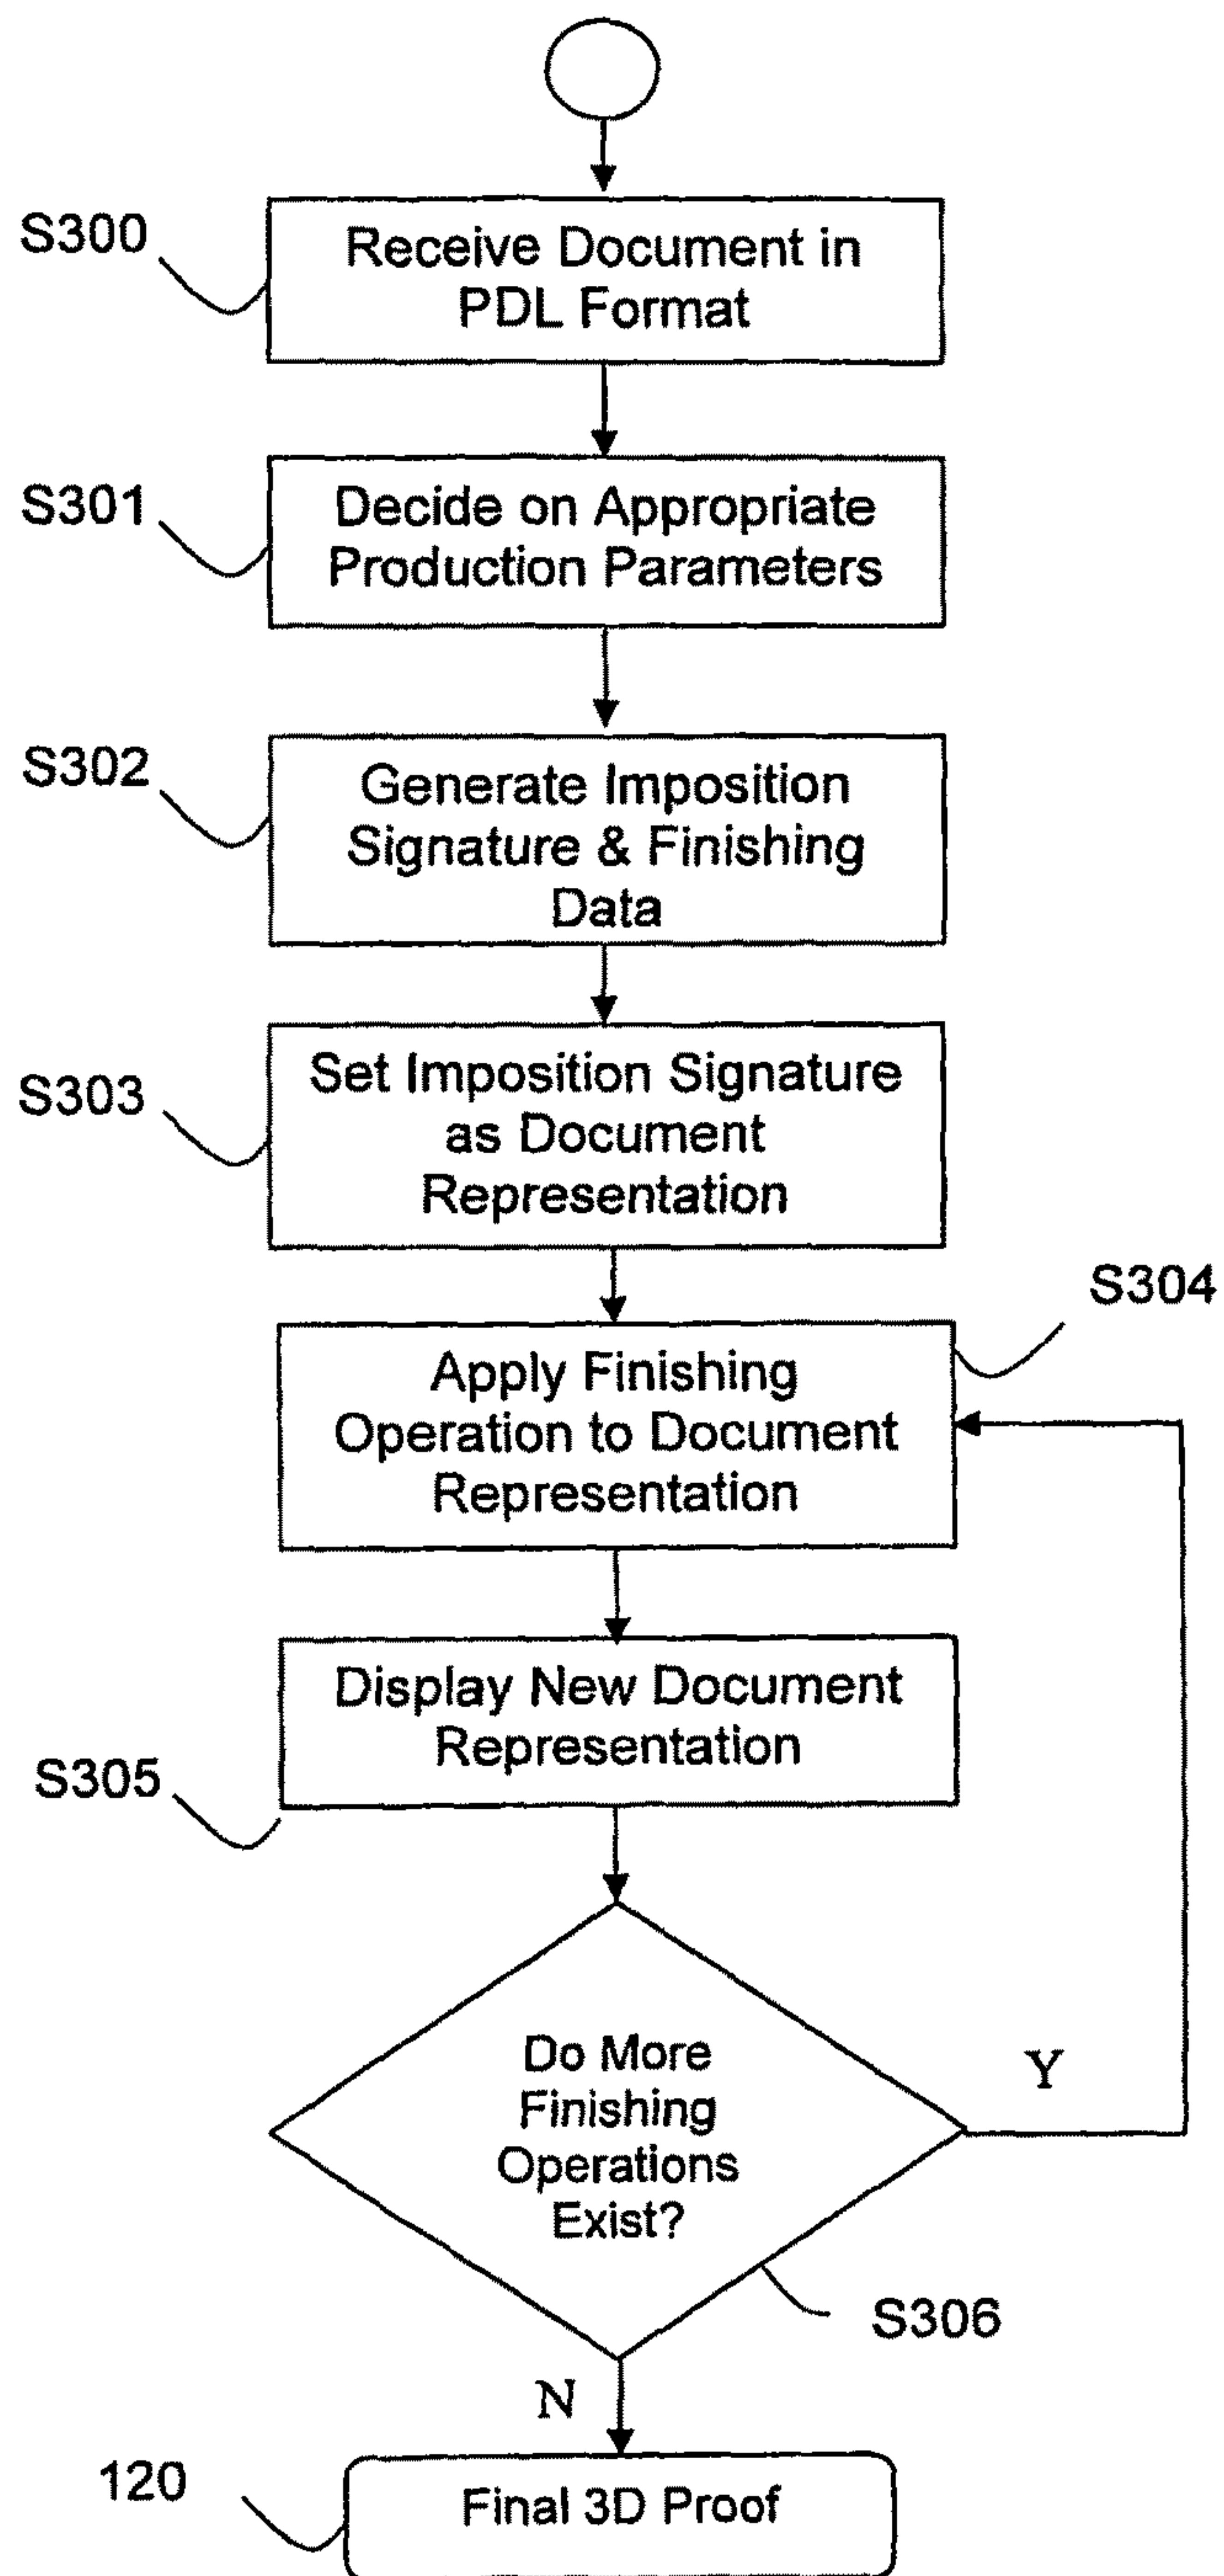 S300
Receive Document in
PDL Format
S301
Decide on Appropriate
Production Parameters
S302
Generate Imposition
Signature & Finishing
Data
S303
Set Imposition Signature
as Document
Representation
S304
Apply Finishing
Operation to Document
Representation
Display New Document
Representation
S305
Do More
Finishing
Operations
Exist?
Y
S306
N
120
Final 3D Proof